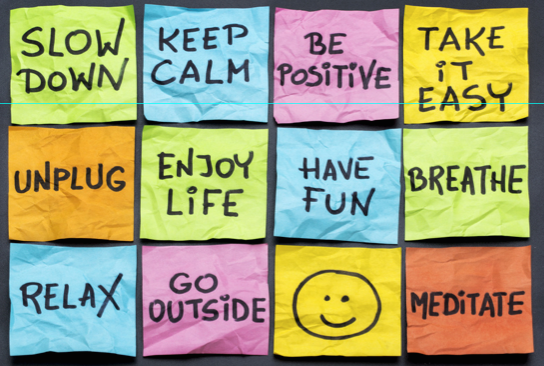 SLOW
DOWN
KEEP
CALM
BE
POSiTiVE
TAKE
iT
EASY
UNPLUG
ENJOY
LiFE
HAVE
FUN
BREATHE
RELAX
GO
OUTSiDE
MEDiTATE